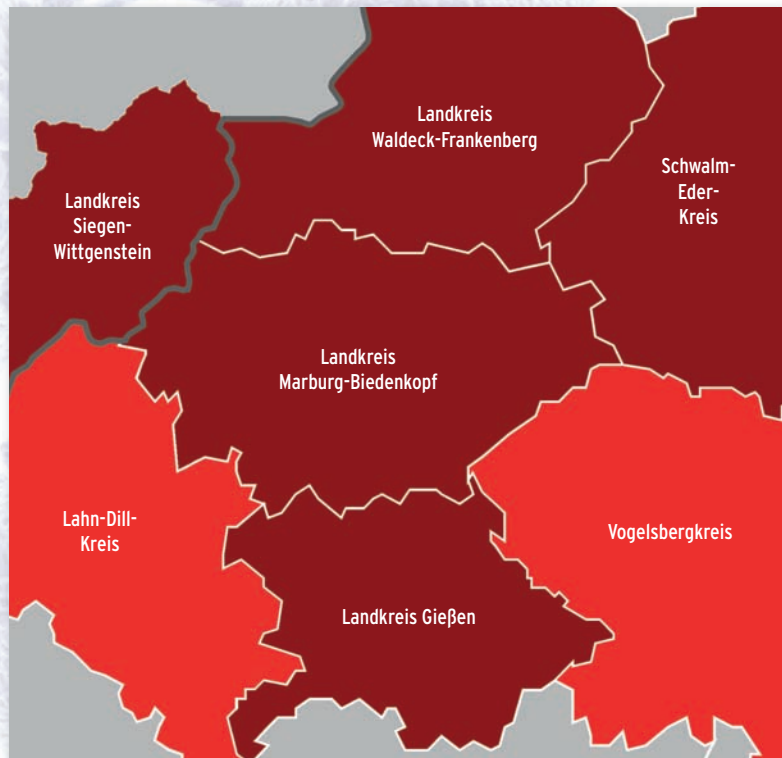 Landkreis
Waldeck-Frankenberg
Schwalm-
Eder-
Kreis
Landkreis
Siegen-
Wittgenstein
Landkreis
Marburg-Biedenkopf
Lahn-Dill-
Kreis
Vogelsbergkreis
Landkreis Gießen